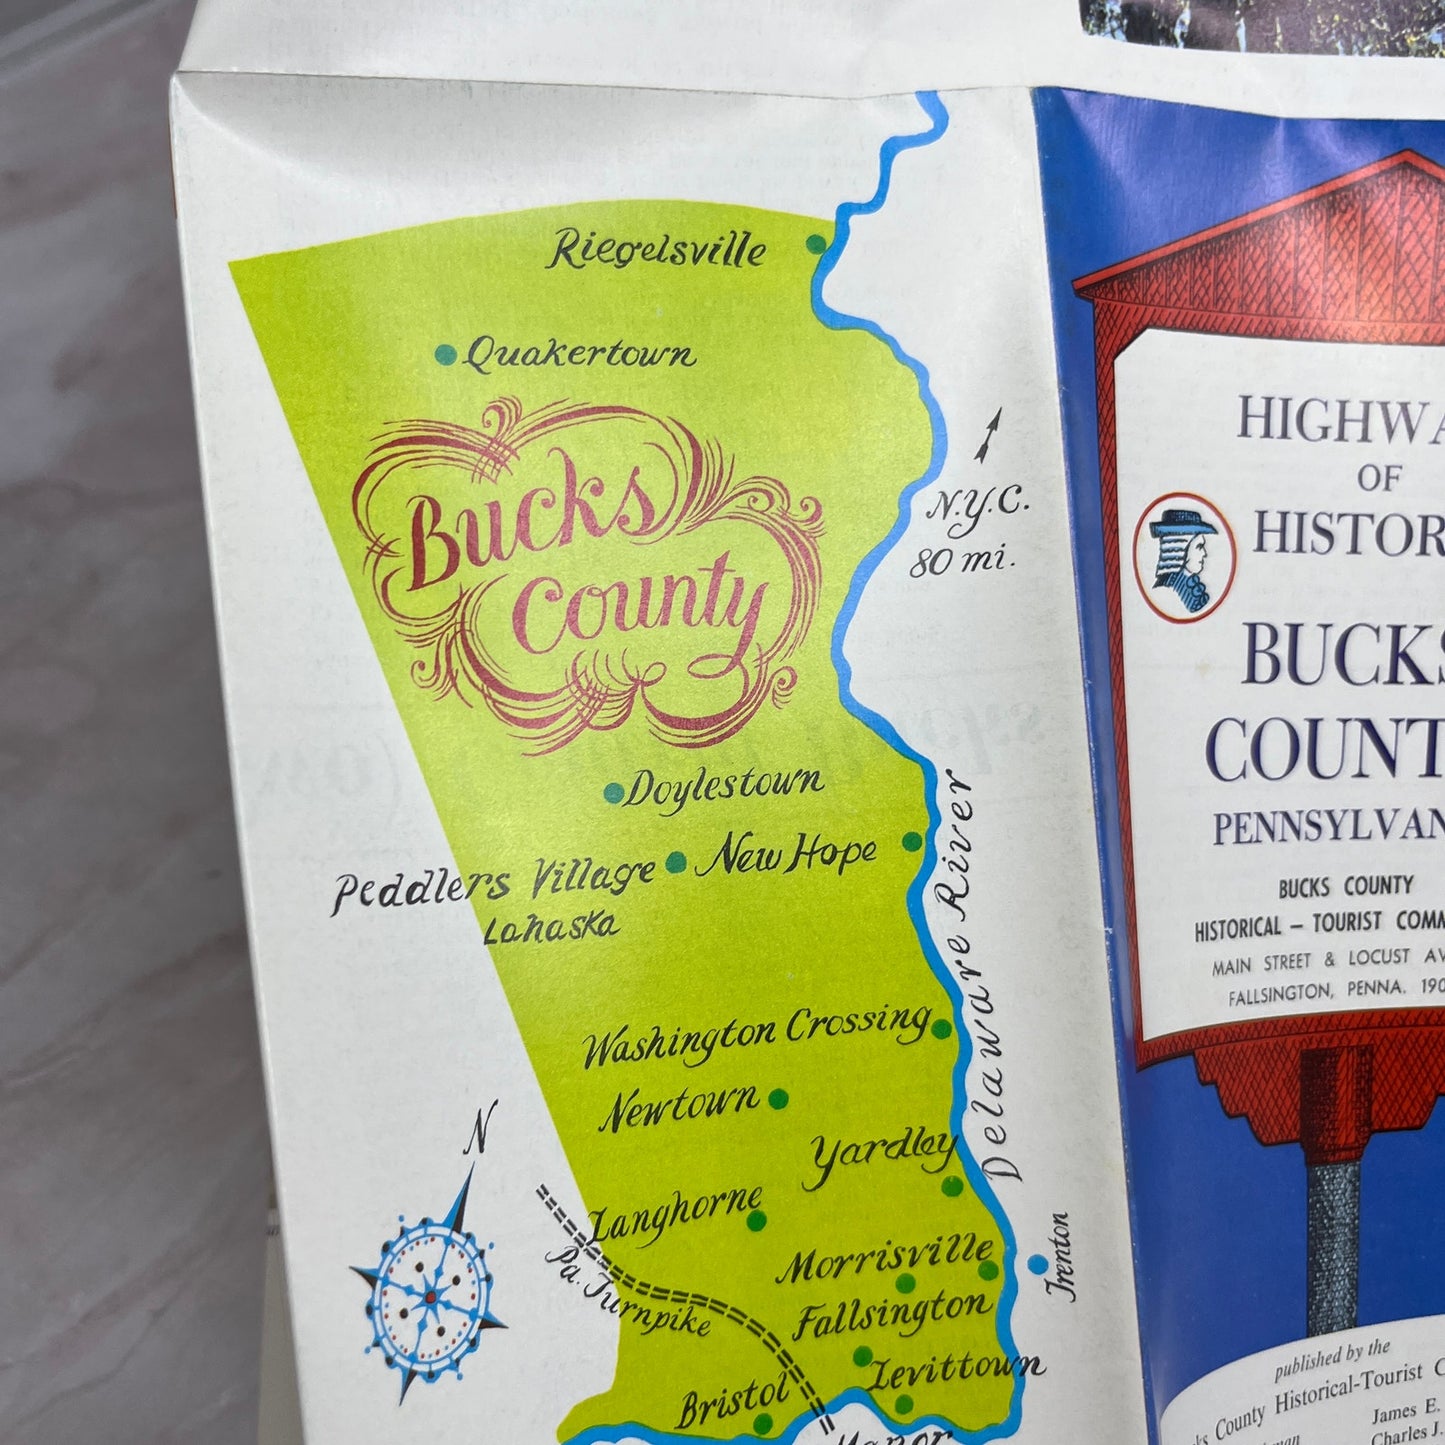 Riegelsville
Quakertown
Bucks
County
N.Y.C.
80 mi.
Doylestown
New Hope
Peddlers Village
Lahaska
Delaware River
Washington Crossing
Newtown
Yardley
N
Langhorne
Pa. Turnpike
Morrisville
Trenton
Fallsington
Levittown
Bristol
Manor
HIGHWA
OF
HISTOR
BUCKS
COUNT
PENNSYLVAN
BUCKS COUNTY
HISTORICAL – TOURIST COMM
MAIN STREET & LOCUST AV
FALLSINGTON, PENNA. 190
published by the
ks County Historical-Tourist C
James E.
Charles J.